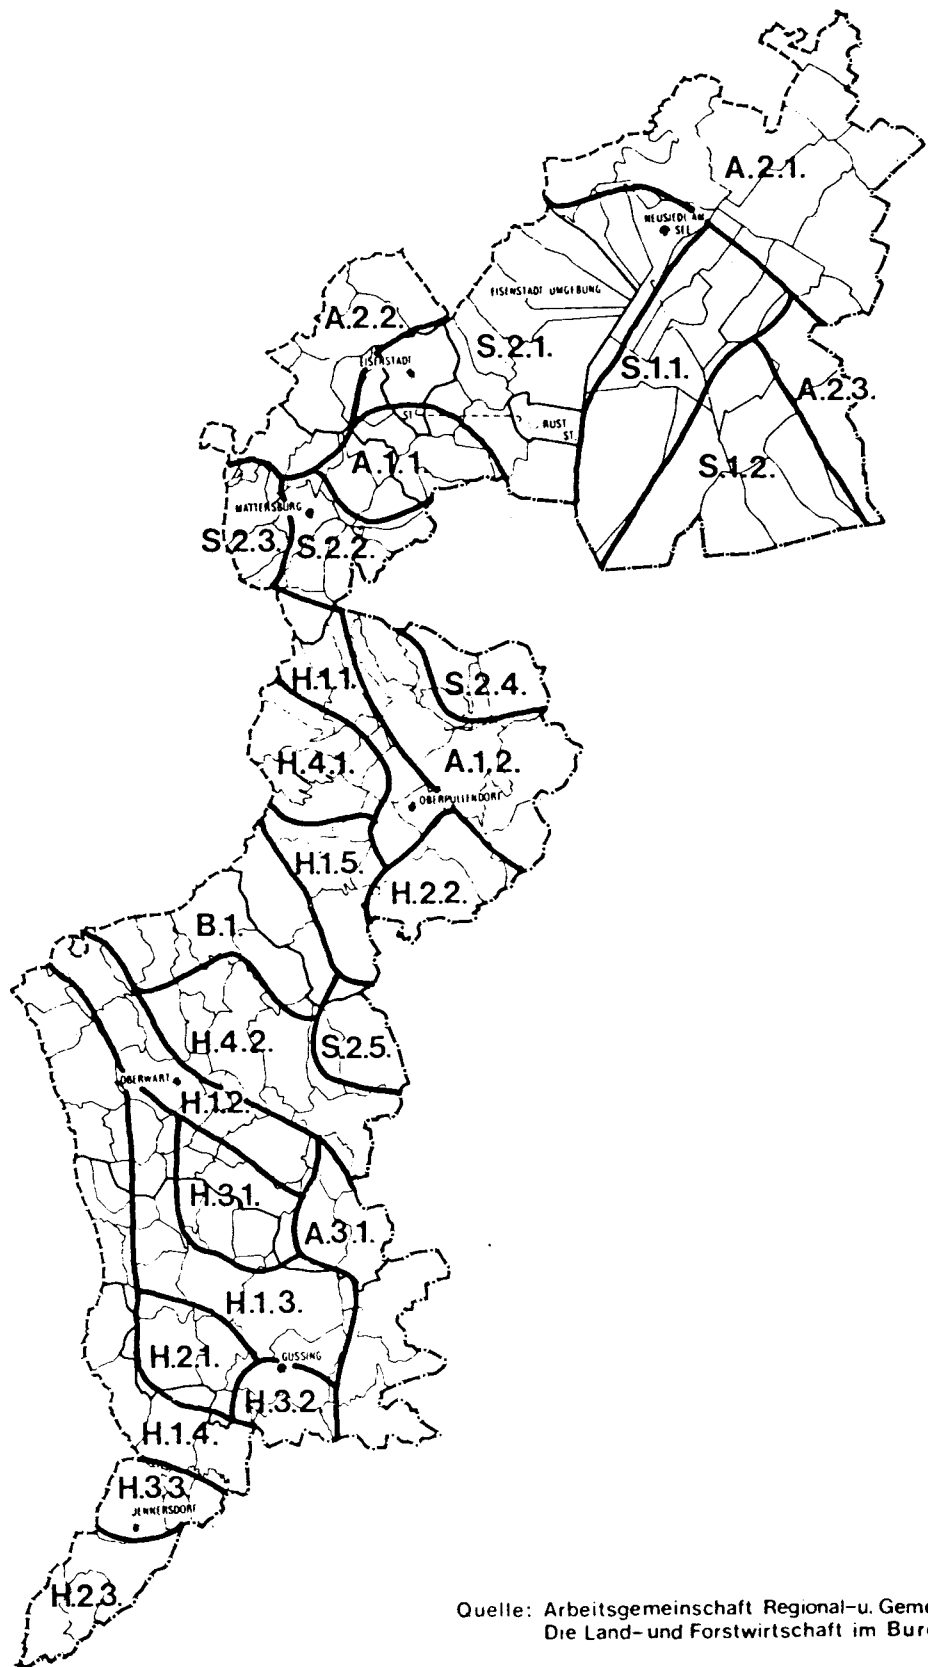 A.2.1.
NEUSIEDL AM
SEE
EISENSTADT UMGEBUNG
A.2.2.
S.2.1.
EISENSTADT
S.1.1.
A.2.3.
ST.
RUST
ST.
A.1.1.
S.1.2.
MATTERSBURG
S.2.3.
S.2.2.
H.1.1.
S.2.4.
H.4.1.
A.1.2.
OBERPULLENDORF
H.1.5.
H.2.2.
B.1.
H.4.2.
S.2.5.
OBERWART
H.1.2.
H.3.1.
A.3.1.
H.1.3.
H.2.1.
GÜSSING
H.3.2.
H.1.4.
H.3.3.
JENNERSDORF
H.2.3.
Quelle: Arbeitsgemeinschaft Regional-u.
Die Land-und Forstwirtschaft im